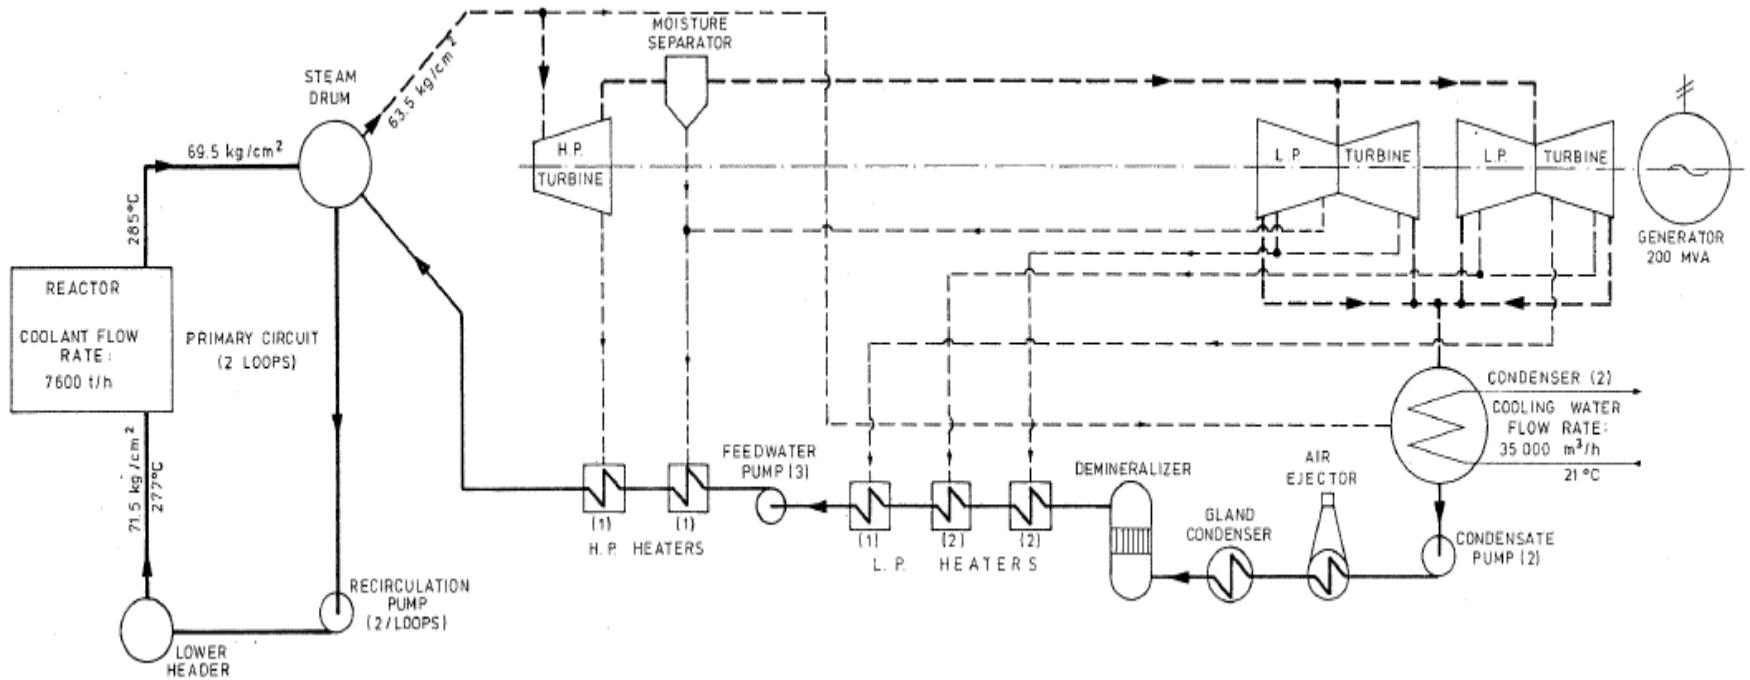 MOISTURE
SEPARATOR
STEAM
DRUM
63.5 kg/cm²
69.5 kg/cm²
H.P.
TURBINE
L.P.
TURBINE
L.P.
TURBINE
GENERATOR
200 MVA
285°C
REACTOR
COOLANT FLOW
RATE:
7600 t/h
PRIMARY CIRCUIT
(2 LOOPS)
CONDENSER (2)
COOLING WATER
FLOW RATE:
35 000 m³/h
21 °C
71.5 kg/cm²
277°C
FEEDWATER
PUMP (3)
DEMINERALIZER
AIR
EJECTOR
GLAND
CONDENSER
CONDENSATE
PUMP (2)
(1)
(1)
H.P. HEATERS
(1)
(2)
(2)
L.P. HEATERS
RECIRCULATION
PUMP
(2/LOOPS)
LOWER
HEADER